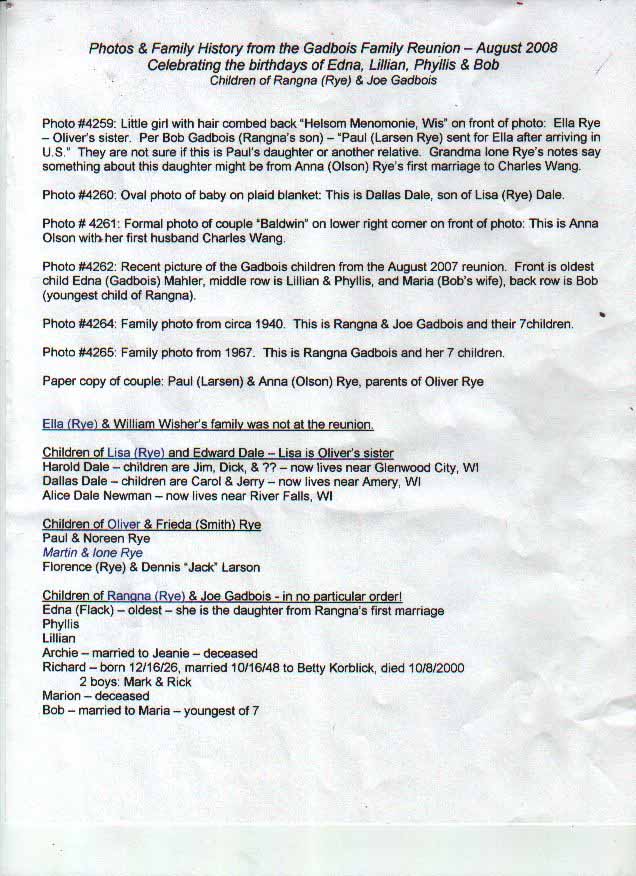 Photos & Family History from the Gadbois Family Reunion – August 2008
Celebrating the birthdays of Edna, Lillian, Phyllis & Bob
Children of Rangna (Rye) & Joe Gadbois
Photo #4259: Little girl with hair combed back "Helsom Menomonie, Wis" on front of photo: Ella Rye
– Oliver's sister. Per Bob Gadbois (Rangna's son) – "Paul (Larsen Rye) sent for Ella after arriving in
U.S." They are not sure if this is Paul's daughter or another relative. Grandma Ione Rye's notes say
something about this daughter might be from Anna (Olson) Rye's first marriage to Charles Wang.
Photo #4260: Oval photo of baby on plaid blanket: This is Dallas Dale, son of Lisa (Rye) Dale.
Photo # 4261: Formal photo of couple "Baldwin" on lower right corner on front of photo: This is Anna
Olson with her first husband Charles Wang.
Photo #4262: Recent picture of the Gadbois children from the August 2007 reunion. Front is oldest
child Edna (Gadbois) Mahler, middle row is Lillian & Phyllis, and Maria (Bob's wife), back row is Bob
(youngest child of Rangna).
Photo #4264: Family photo from circa 1940. This is Rangna & Joe Gadbois and their 7children.
Photo #4265: Family photo from 1967. This is Rangna Gadbois and her 7 children.
Paper copy of couple: Paul (Larsen) & Anna (Olson) Rye, parents of Oliver Rye
Ella (Rye) & William Wisher's family was not at the reunion.
Children of Lisa (Rye) and Edward Dale – Lisa is Oliver's sister
Harold Dale – children are Jim, Dick, & ?? – now lives near Glenwood City, WI
Dallas Dale – children are Carol & Jerry – now lives near Amery, WI
Alice Dale Newman – now lives near River Falls, WI
Children of Oliver & Frieda (Smith) Rye
Paul & Noreen Rye
Martin & Ione Rye
Florence (Rye) & Dennis "Jack" Larson
Children of Rangna (Rye) & Joe Gadbois - in no particular order!
Edna (Flack) – oldest – she is the daughter from Rangna's first marriage
Phyllis
Lillian
Archie – married to Jeanie – deceased
Richard – born 12/16/26, married 10/16/48 to Betty Korblick, died 10/8/2000
2 boys: Mark & Rick
Marion – deceased
Bob – married to Maria – youngest of 7